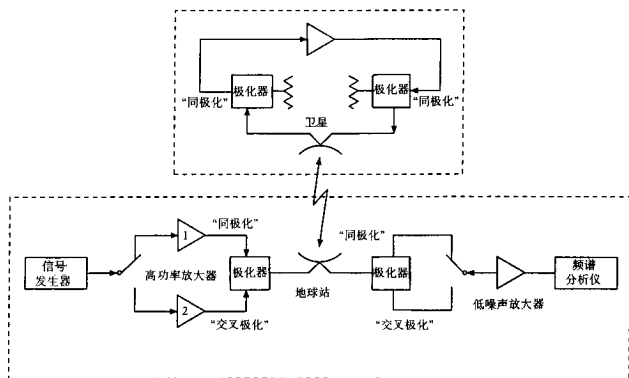 极化器
极化器
“同极化”
“同极化”
卫星
“同极化”
“同极化”
1
信号
发生器
高功率放大器
极化器
地球站
极化器
低噪声放大器
频谱
分析仪
2
“交叉极化”
“交叉极化”